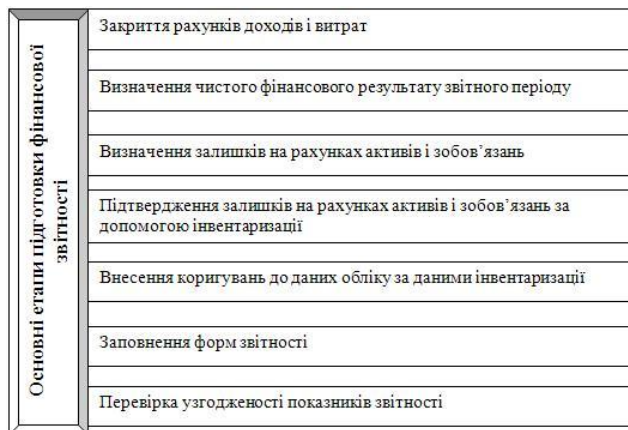 Основні етапи підготовки фінансової
звітності
Закриття рахунків доходів і витрат
Визначення чистого фінансового результату звітного періоду
Визначення залишків на рахунках активів і зобов’язань
Підтвердження залишків на рахунках активів і зобов’язань за
допомогою інвентаризації
Внесення коригувань до даних обліку за даними інвентаризації
Заповнення форм звітності
Перевірка узгодженості показників звітності